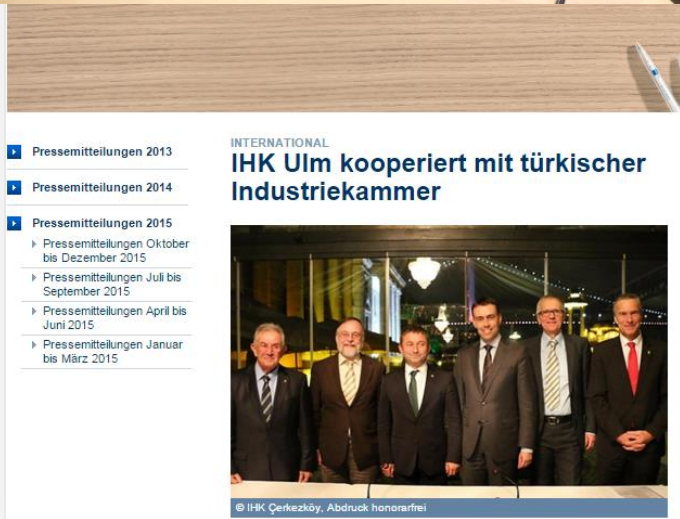 Pressemitteilungen 2013
Pressemitteilungen 2014
Pressemitteilungen 2015
Pressemitteilungen Oktober
bis Dezember 2015
Pressemitteilungen Juli bis
September 2015
Pressemitteilungen April bis
Juni 2015
Pressemitteilungen Januar
bis März 2015
INTERNATIONAL
IHK Ulm kooperiert mit türkischer
Industriekammer
© IHK Çerkezköy, Abdruck honorarfrei